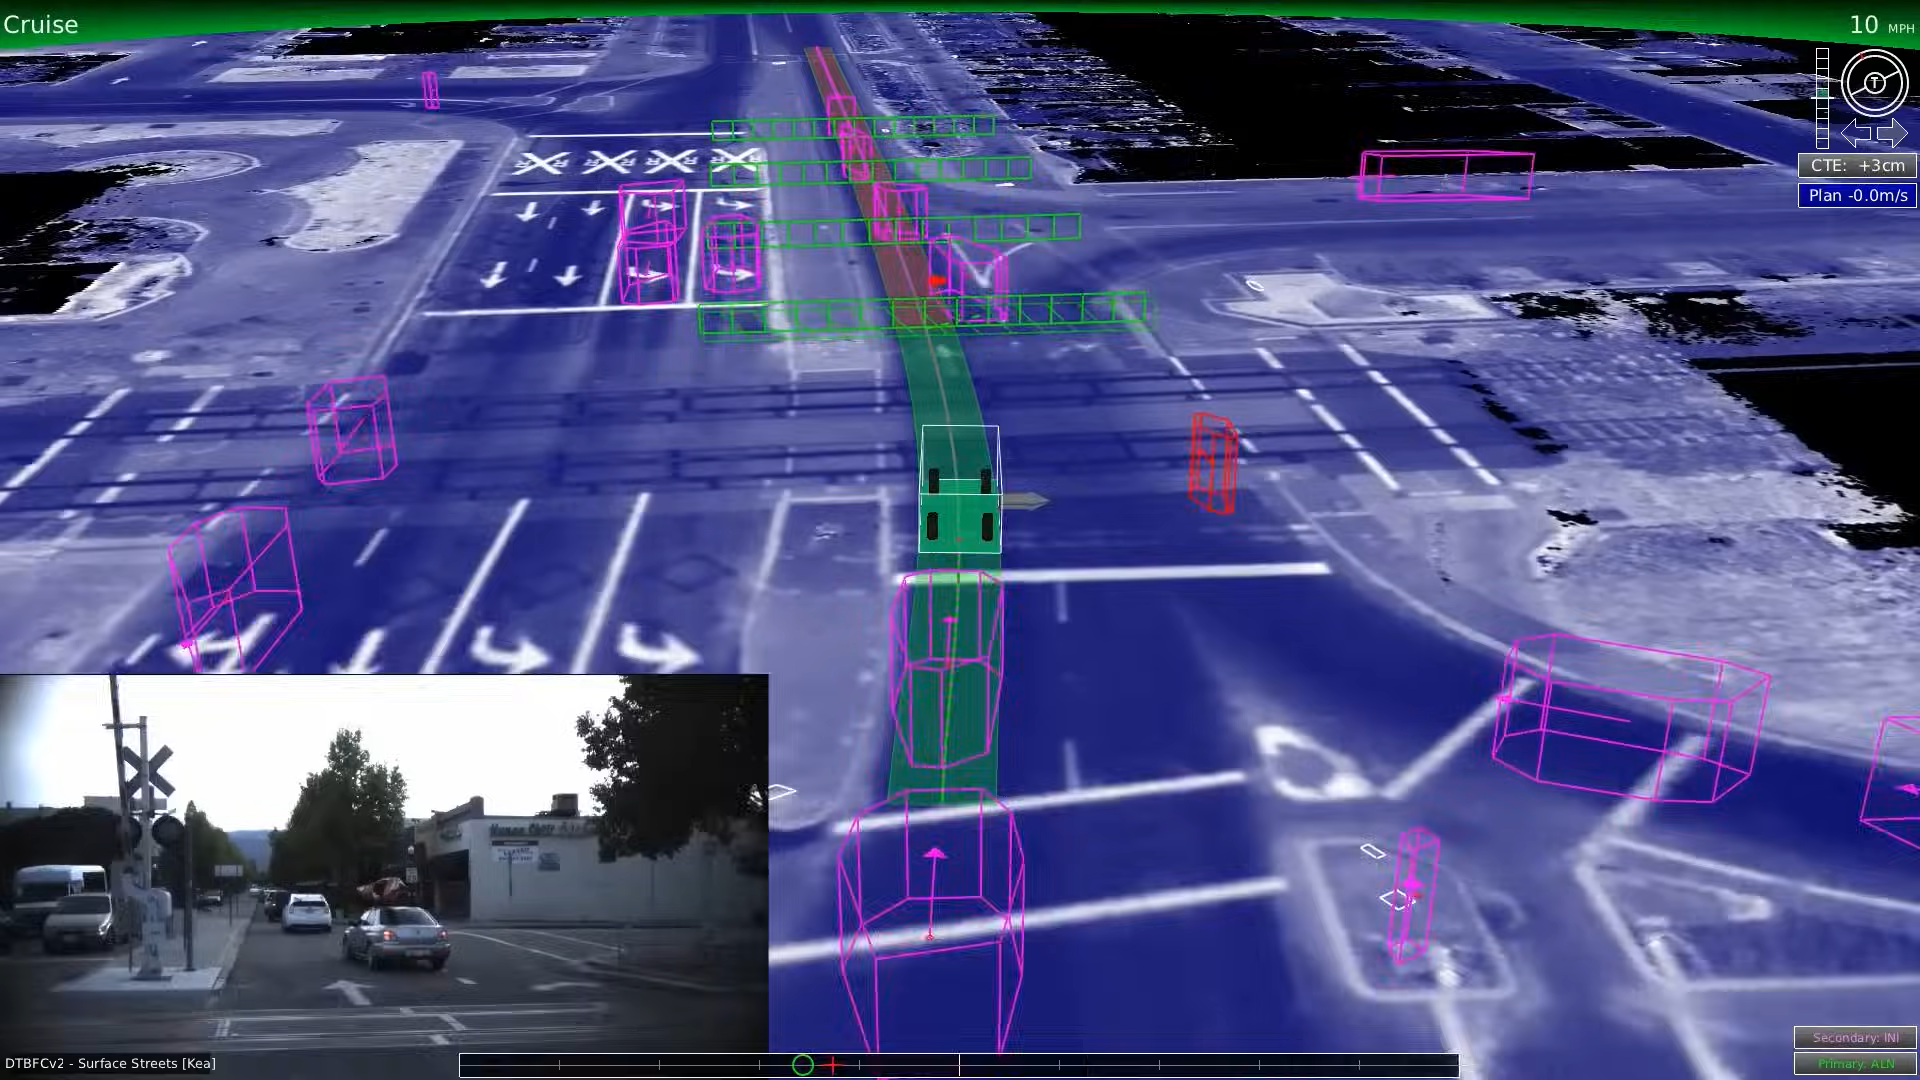 Cruise
10 MPH
T
CTE: +3cm
Plan -0.0m/s
Secondary: INI
Primary: ALN
DTBFCv2 - Surface Streets [Kea]